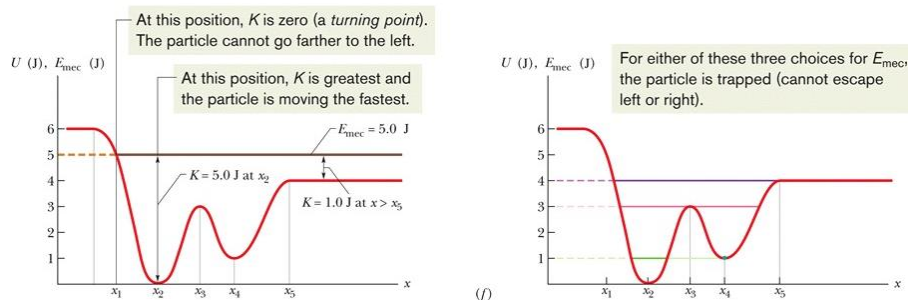 At this position, K is zero (a turning point).
The particle cannot go farther to the left.
U (J), Emec (J)
At this position, K is greatest and
the particle is moving the fastest.
6
5
4
3
2
1
Emec = 5.0 J
K = 5.0 J at x2
K = 1.0 J at x > x5
x1
x2
x3
x4
x5
x
U (J), Emec (J)
For either of these three choices for Emec,
the particle is trapped (cannot escape
left or right).
6
5
4
3
2
1
x1
x2
x3
x4
x5
x
(f)